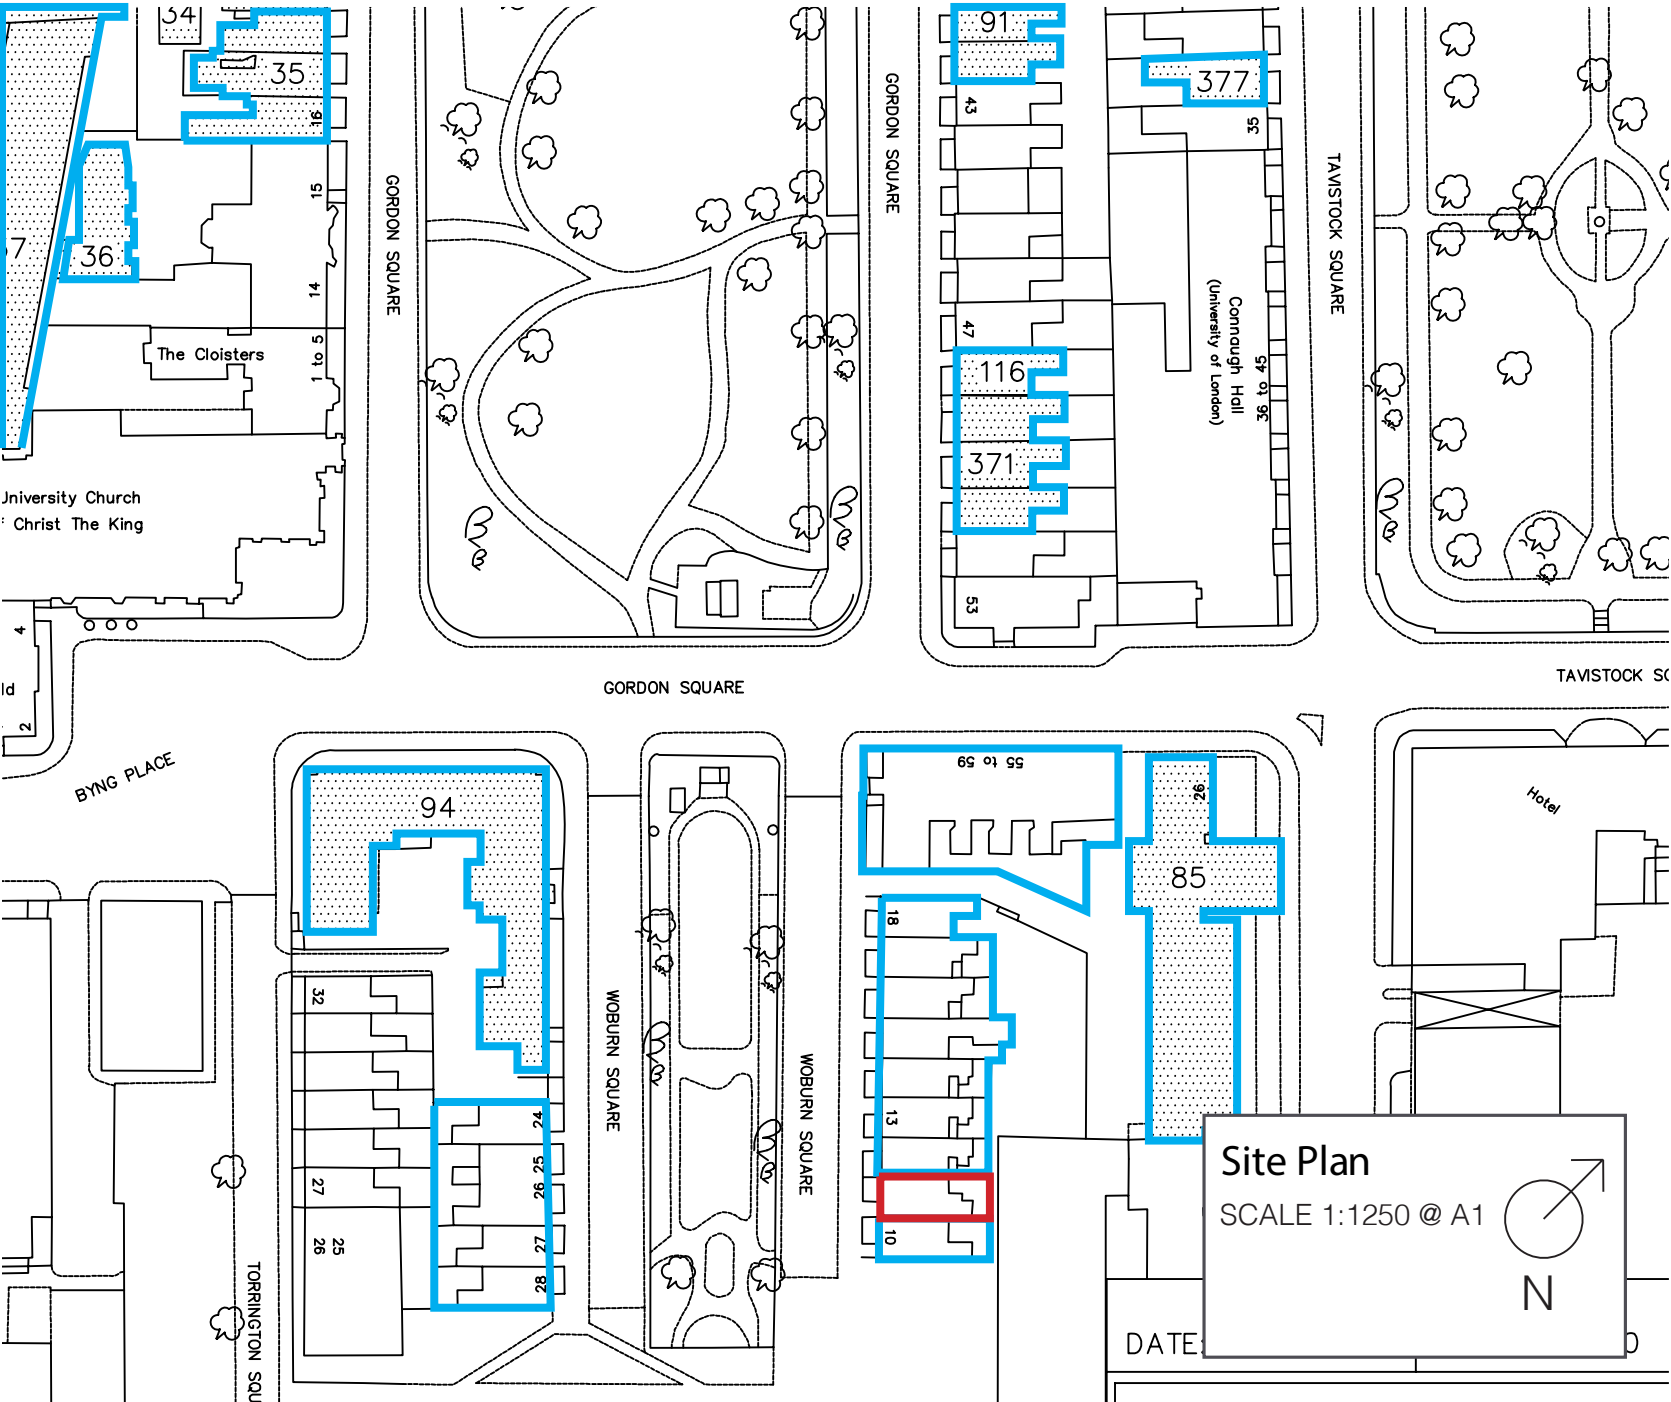 34
35
16
91
377
43
35
GORDON SQUARE
GORDON SQUARE
TAVISTOCK SQUARE
15
36
97
14
The Cloisters
1 to 5
47
116
371
Connaugh Hall
(University of London)
36 to 45
University Church
Christ The King
53
4
ld
2
GORDON SQUARE
TAVISTOCK SQ
BYNG PLACE
94
55 to 59
26
85
Hotel
18
32
WOBURN SQUARE
WOBURN SQUARE
24
13
25
26
27
27
10
25
26
28
TORRINGTON SQU
Site Plan
SCALE 1:1250 @ A1
N
DATE:
0